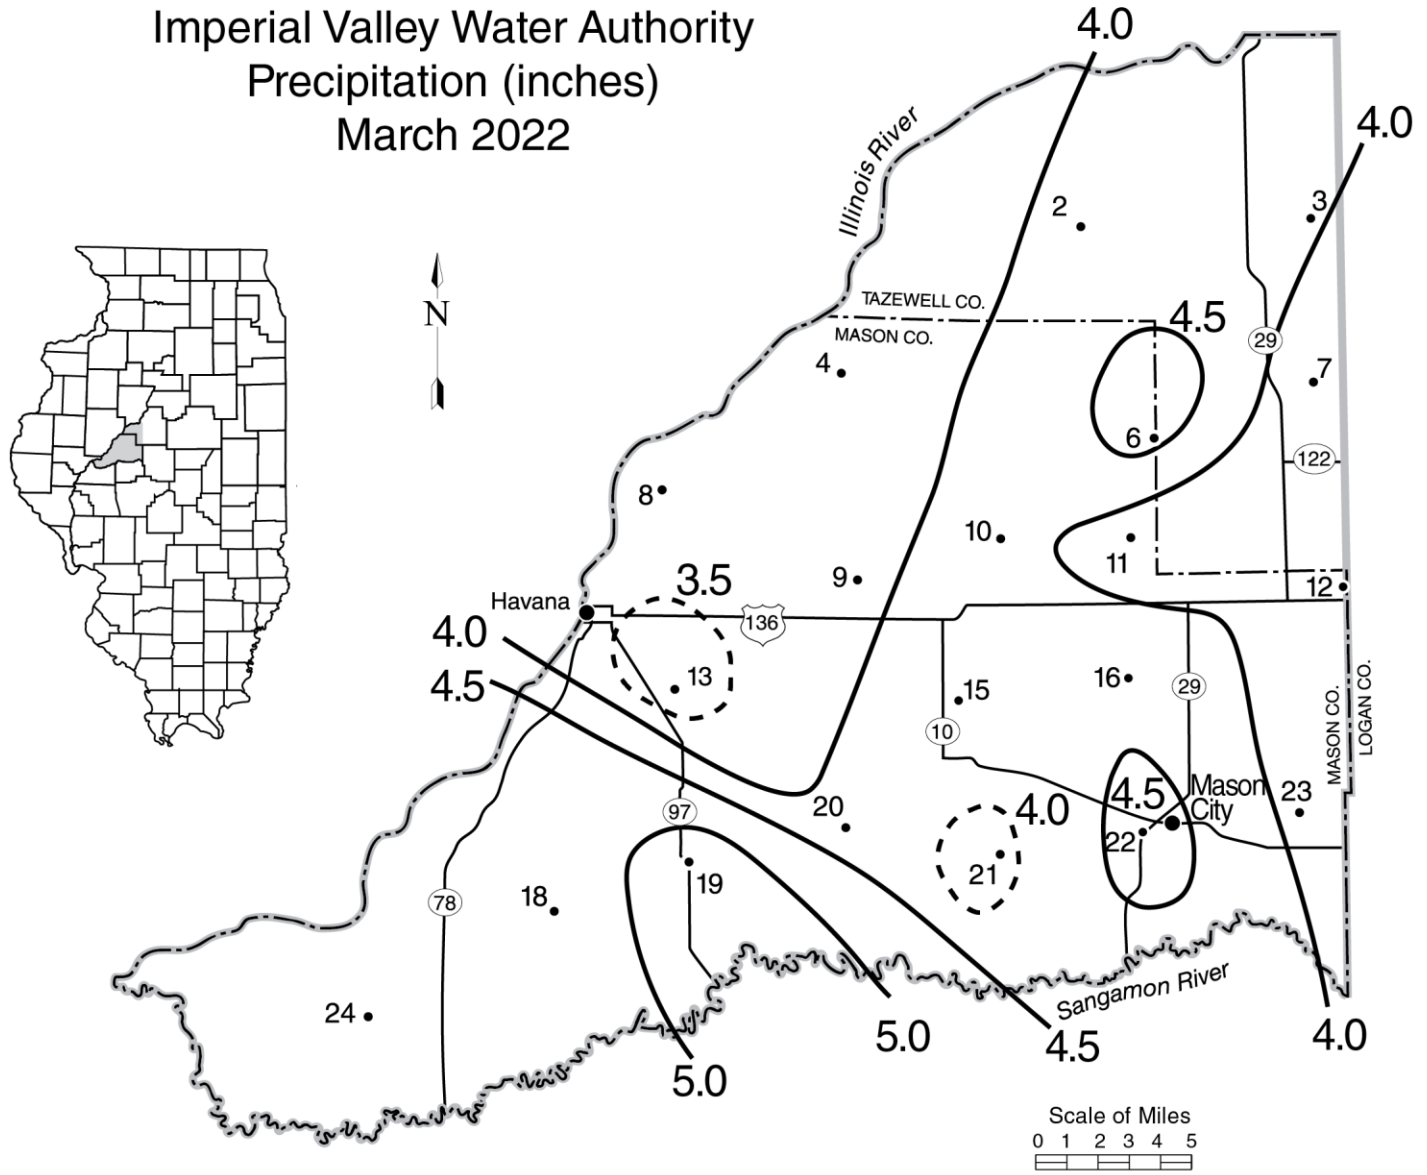 Imperial Valley Water Authority
Precipitation (inches)
March 2022
4.0
4.0
Illinois River
2
3
N
TAZEWELL CO.
MASON CO.
4.5
29
4
7
6
122
8
10
11
9
12
3.5
Havana
136
4.0
4.5
13
15
16
29
10
MASON CO.
LOGAN CO.
4.5
Mason
City
23
20
97
4.0
22
21
19
18
78
24
Sangamon River
5.0
4.5
4.0
5.0
Scale of Miles
0 1 2 3 4 5